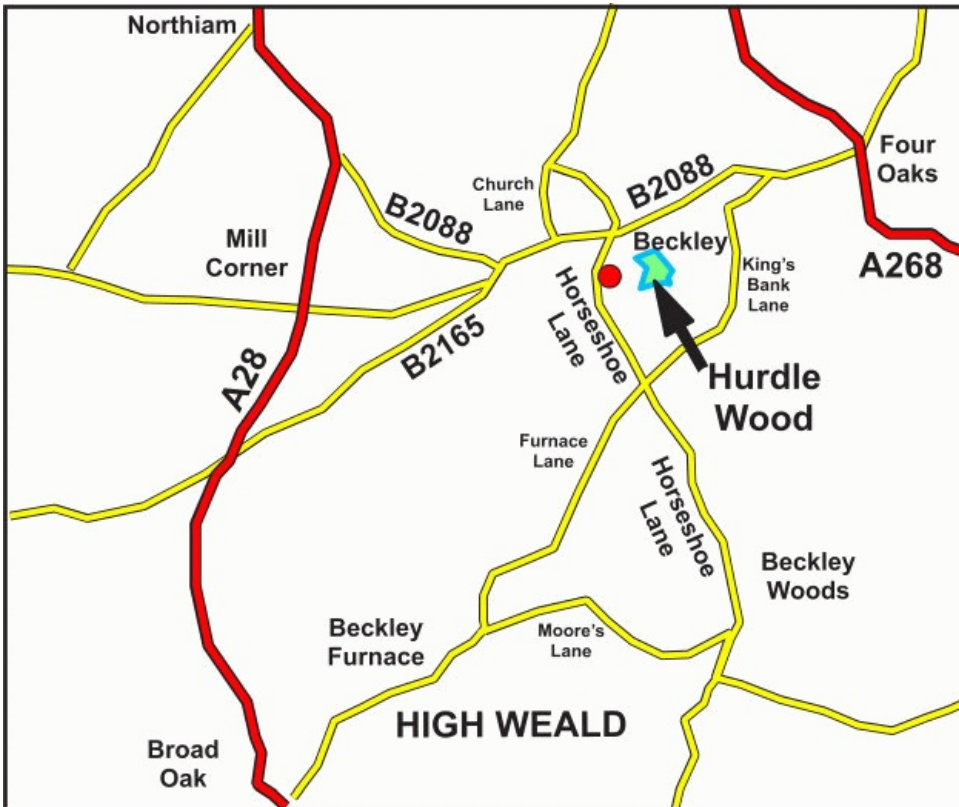 Northiam
Four
Oaks
Church
Lane
B2088
B2088
Mill
Corner
Beckley
A268
King's
Bank
Lane
Horseshoe
Lane
B2165
A28
Hurdle
Wood
Furnace
Lane
Horseshoe
Lane
Beckley
Woods
Beckley
Furnace
Moore's
Lane
HIGH WEALD
Broad
Oak